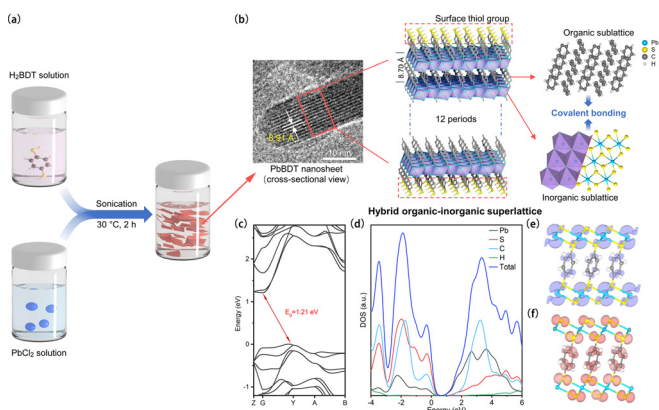 (a)
H₂BDT solution
Sonication
30 °C, 2 h
PbCl₂ solution
(b)
8.91 Å
10 nm
PbBDT nanosheet
(cross-sectional view)
Surface thiol group
8.70 Å
12 periods
Hybrid organic-inorganic superlattice
Organic sublattice
Pb
S
C
H
Covalent bonding
Inorganic sublattice
(c)
Energy (eV)
2
1
0
-1
Eg=1.21 eV
Z G Y A B
(d)
DOS (a.u.)
Pb
S
C
H
Total
-4 -2 0 2 4 6
Energy (eV)
(e)
(f)